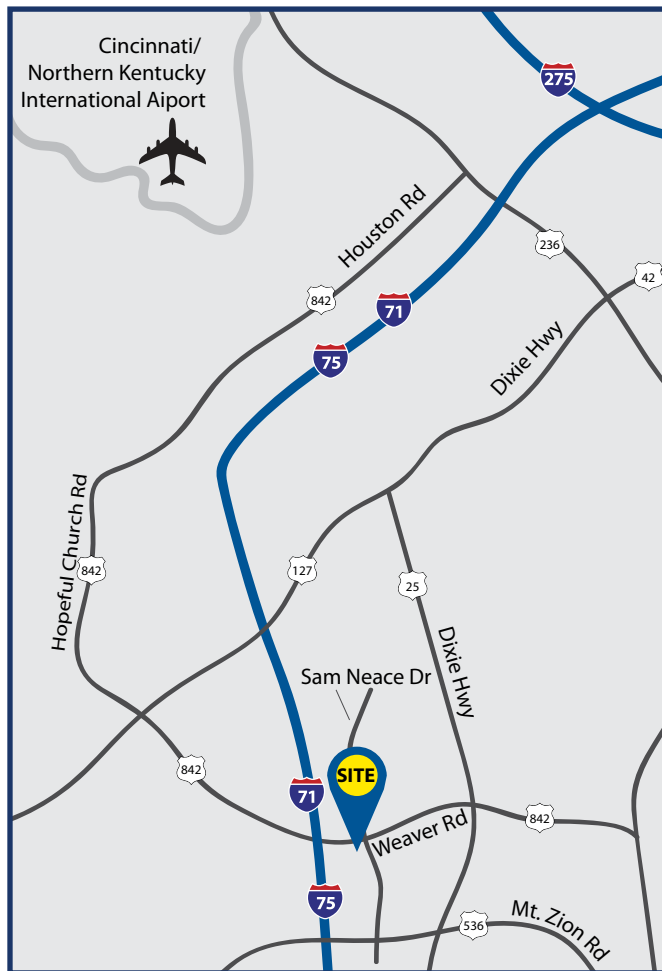 Cincinnati/
Northern Kentucky
International Aiport
275
Houston Rd
236
42
842
71
75
Dixie Hwy
Hopeful Church Rd
842
127
25
Dixie Hwy
Sam Neace Dr
842
SITE
71
842
Weaver Rd
75
536
Mt. Zion Rd